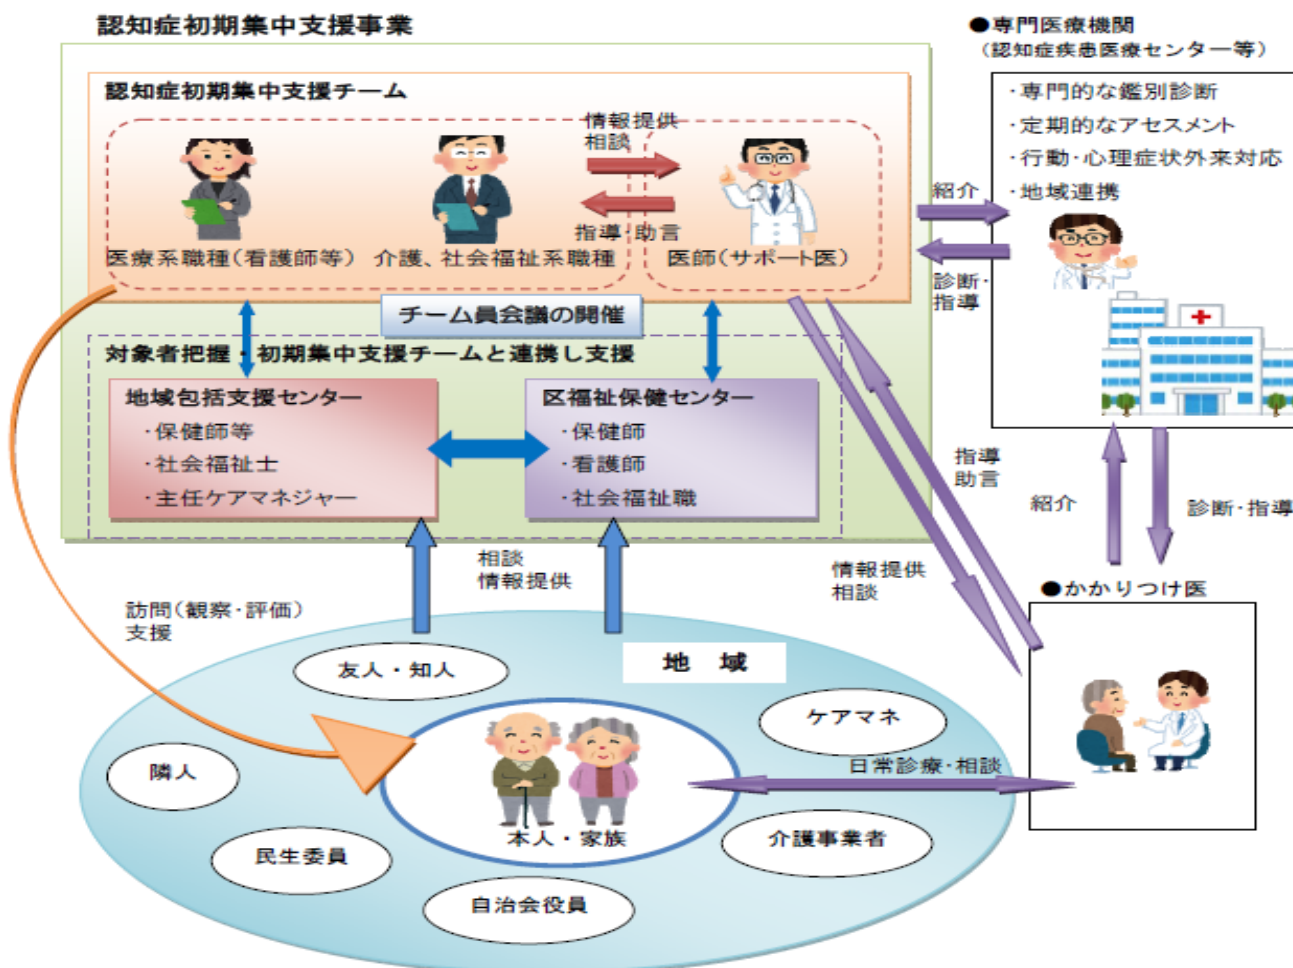 認知症初期集中支援事業
●専門医療機関
(認知症疾患医療センター等)
認知症初期集中支援チーム
情報提供
相談
指導・助言
医療系職種(看護師等)
介護、社会福祉系職種
医師(サポート医)
・専門的な鑑別診断
・定期的なアセスメント
・行動・心理症状外来対応
・地域連携
紹介
診断・
指導
チーム員会議の開催
対象者把握・初期集中支援チームと連携し支援
地域包括支援センター
・保健師等
・社会福祉士
・主任ケアマネジャー
区福祉保健センター
・保健師
・看護師
・社会福祉職
指導
助言
紹介
診断・指導
相談
情報提供
情報提供
相談
●かかりつけ医
訪問(観察・評価)
支援
地 域
友人・知人
ケアマネ
隣人
日常診療・相談
本人・家族
介護事業者
民生委員
自治会役員